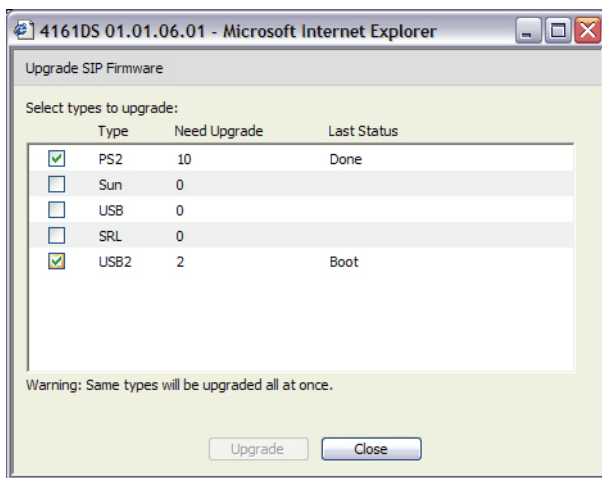 4161DS 01.01.06.01 - Microsoft Internet Explorer
Upgrade SIP Firmware
Select types to upgrade:
Type Need Upgrade Last Status
PS2 10 Done
Sun 0
USB 0
SRL 0
USB2 2 Boot
Warning: Same types will be upgraded all at once.
Upgrade Close